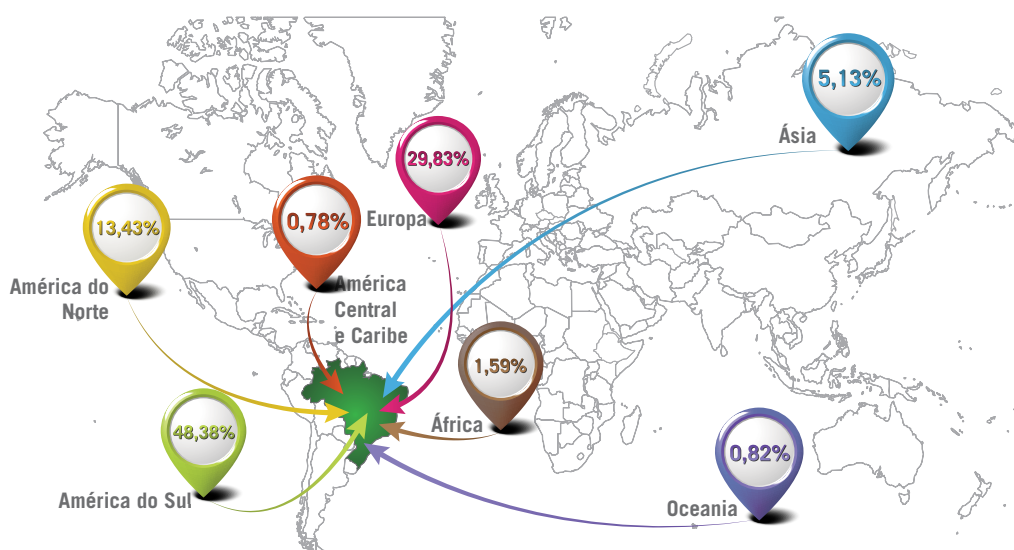 5,13%
Ásia
29,83%
Europa
13,43%
América do
Norte
0,78%
América
Central
e Caribe
1,59%
África
48,38%
América do Sul
0,82%
Oceania